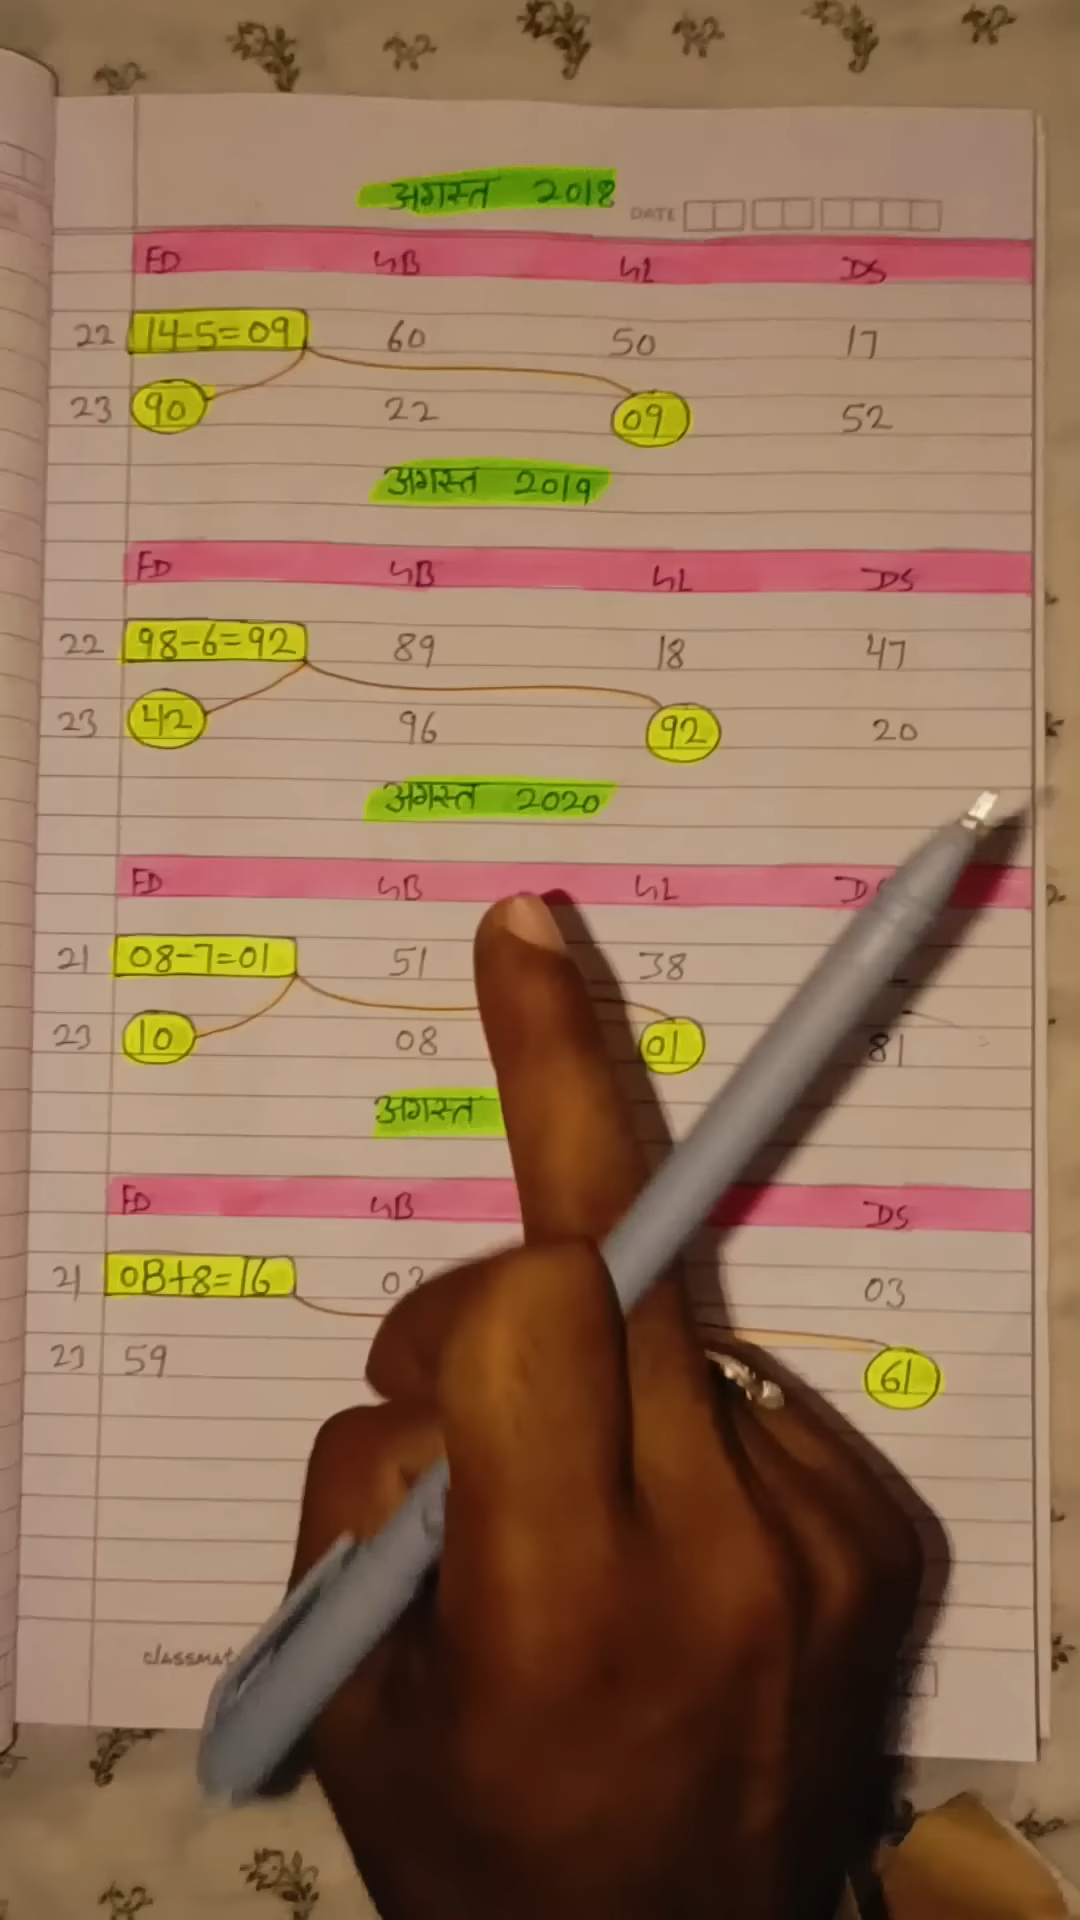 अगस्त 2018
DATE
FD GB GL DS
22 14-5=09 60 50 17
23 90 22 09 52
अगस्त 2019
FD GB GL DS
22 98-6=92 89 18 47
23 42 96 92 20
अगस्त 2020
FD GB GL
21 08-7=01 51 38
23 10 08 01 81
अगस्त
FD GB DS
21 08+8=16 03
23 59 61